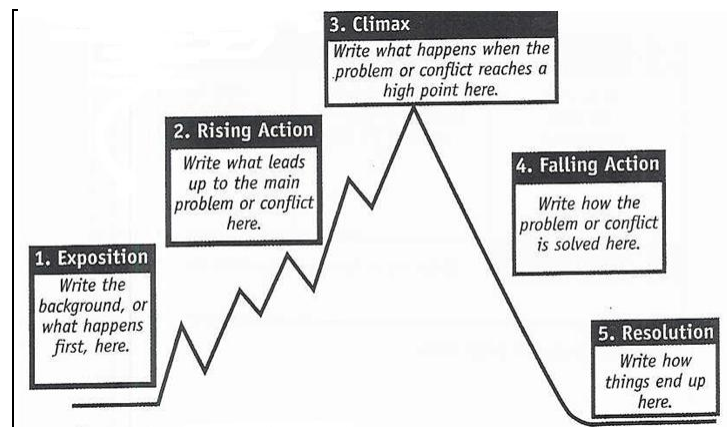 3. Climax
Write what happens when the
problem or conflict reaches a
high point here.
2. Rising Action
Write what leads
up to the main
problem or conflict
here.
4. Falling Action
Write how the
problem or conflict
is solved here.
1. Exposition
Write the
background, or
what happens
first, here.
5. Resolution
Write how
things end up
here.